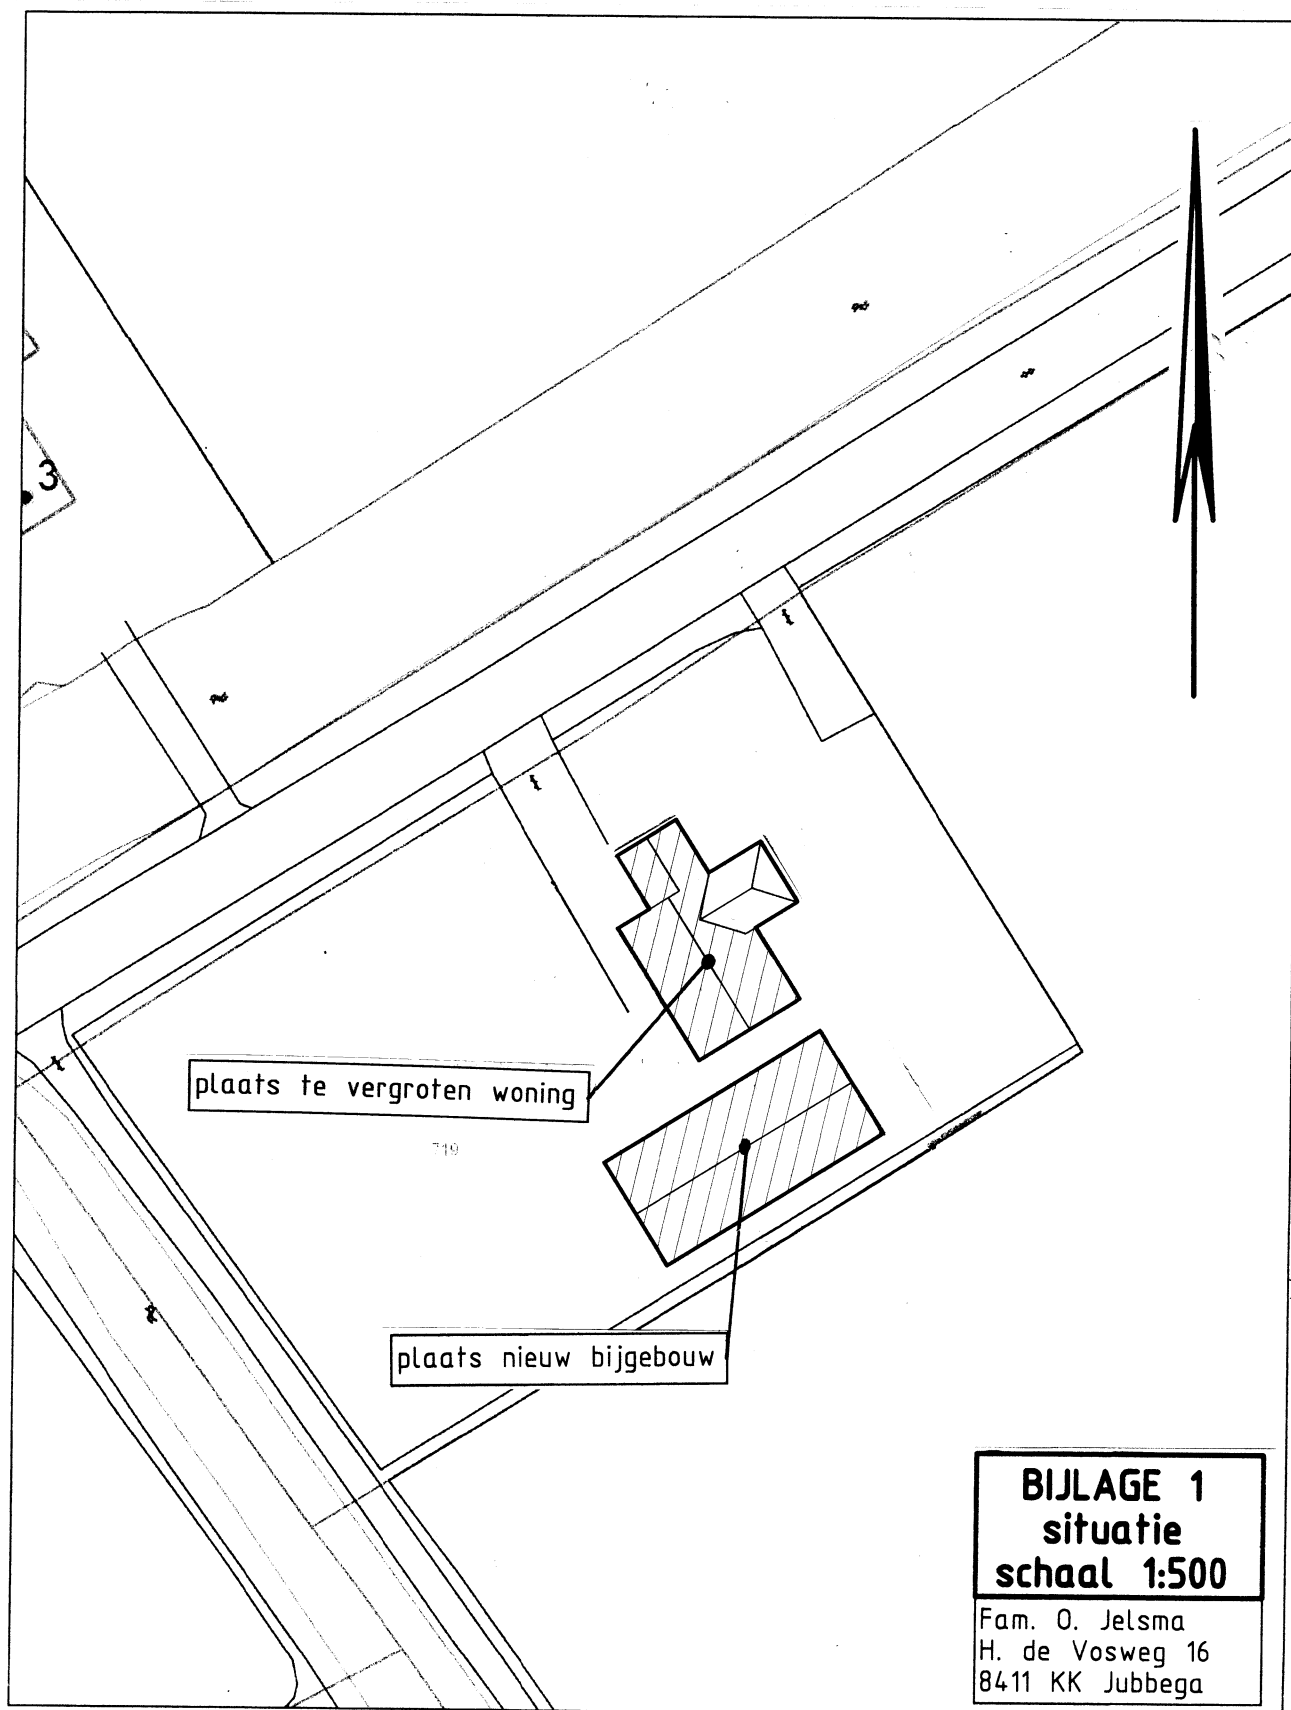 3
plaats te vergroten woning
719
plaats nieuw bijgebouw
BIJLAGE 1
situatie
schaal 1:500
Fam. O. Jelsma
H. de Vosweg 16
8411 KK Jubbega